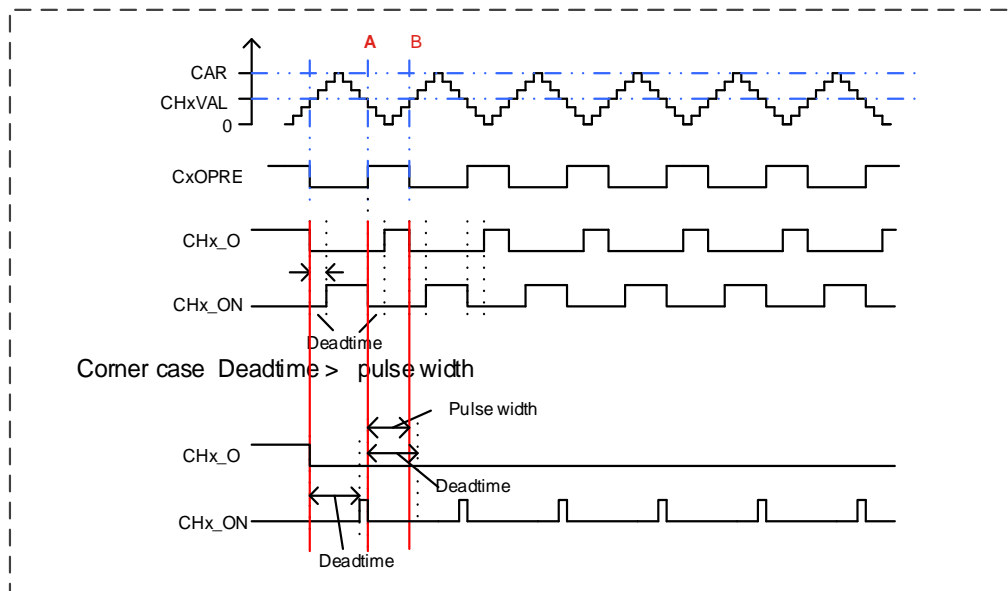 A B
CAR
CHxVAL
0
CxOPRE
CHx_O
CHx_ON
Deadtime
Corner case Deadtime > pulse width
Pulse width
CHx_O
Deadtime
CHx_ON
Deadtime